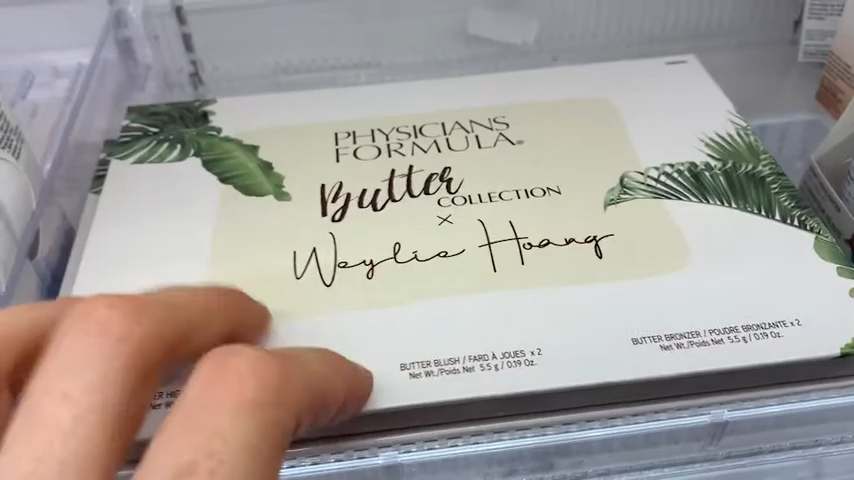 PHYSICIANS
FORMULA®
Butter
COLLECTION
×
Weylie Hoang
BUTTER BLUSH / FARD À JOUES x 2
Net Wt./Poids Net 5.5 g / 0.19 Oz.
BUTTER BRONZER / POUDRE BRONZANTE x 2
Net Wt./Poids Net 5.5 g / 0.19 Oz.